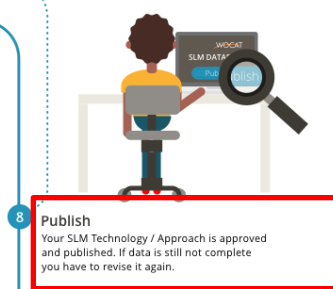 WOCAT
SLM DATA
Publish
8
Publish
Your SLM Technology / Approach is approved
and published. If data is still not complete
you have to revise it again.